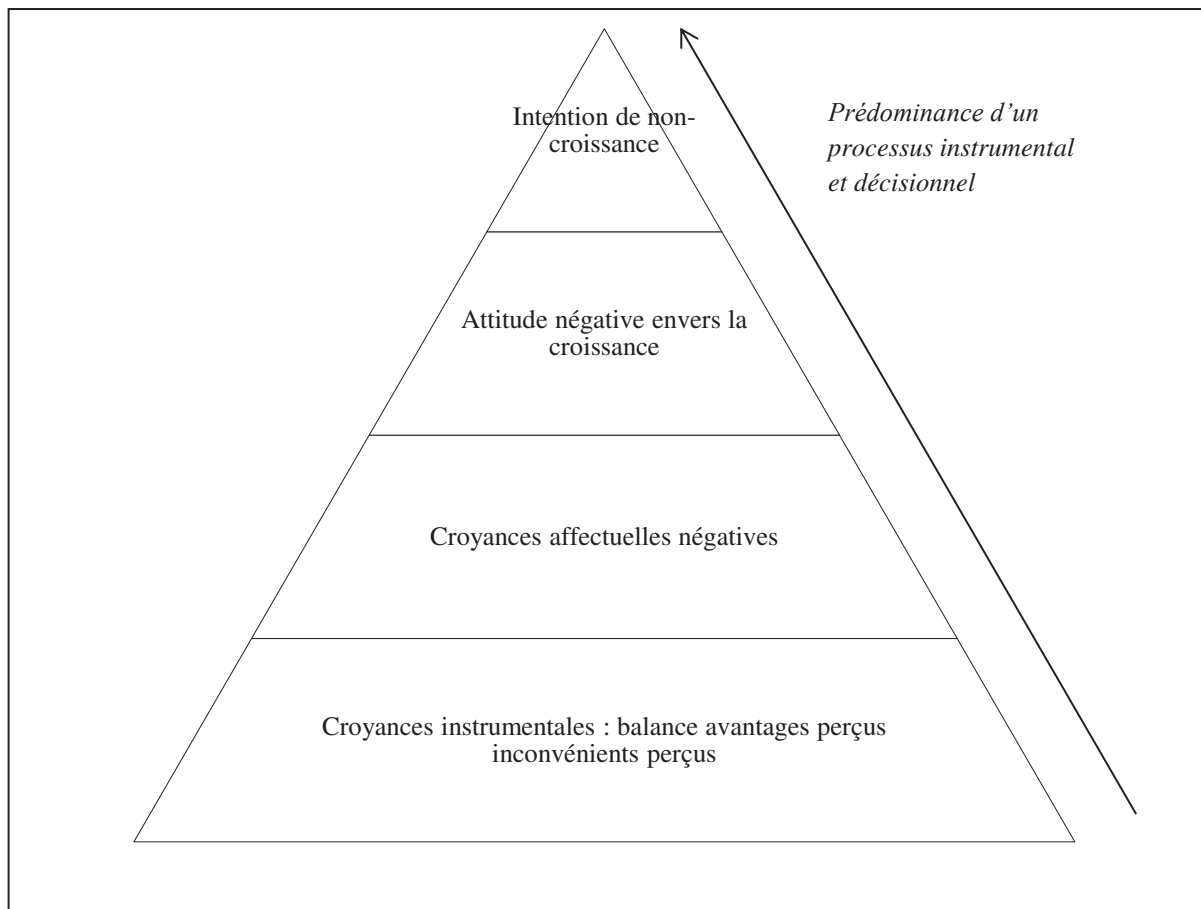 Intention de non-
croissance
Prédominance d’un
processus instrumental
et décisionnel
Attitude négative envers la
croissance
Croyances affectuelles négatives
Croyances instrumentales : balance avantages perçus
inconvénients perçus